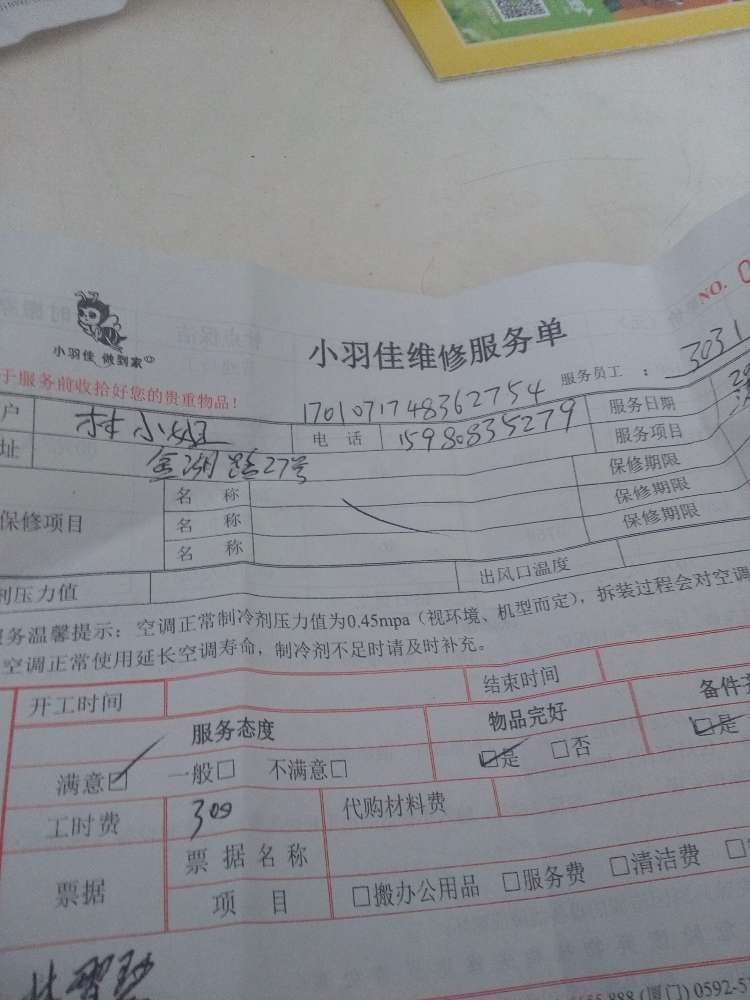 小羽佳 做到家
小羽佳维修服务单
NO. 0
于服务前收拾好您的贵重物品！
1701071748362754
服务员工 ： 3031
户 林小姐 电 话 15980835279 服务日期
址 金湖路27号 服务项目
保修项目 名 称 保修期限
名 称 保修期限
名 称 保修期限
剂压力值 出风口温度
服务温馨提示：空调正常制冷剂压力值为0.45mpa（视环境、机型而定），拆装过程会对空调
空调正常使用延长空调寿命，制冷剂不足时请及时补充。
开工时间 结束时间
服务态度 物品完好 备件齐
满意☑ 一般□ 不满意□ ☑是 □否 ☑是
工时费 300 代购材料费
票据 票据名称
项 目 □搬办公用品 □服务费 □清洁费 □
888 (厦门) 0592-5